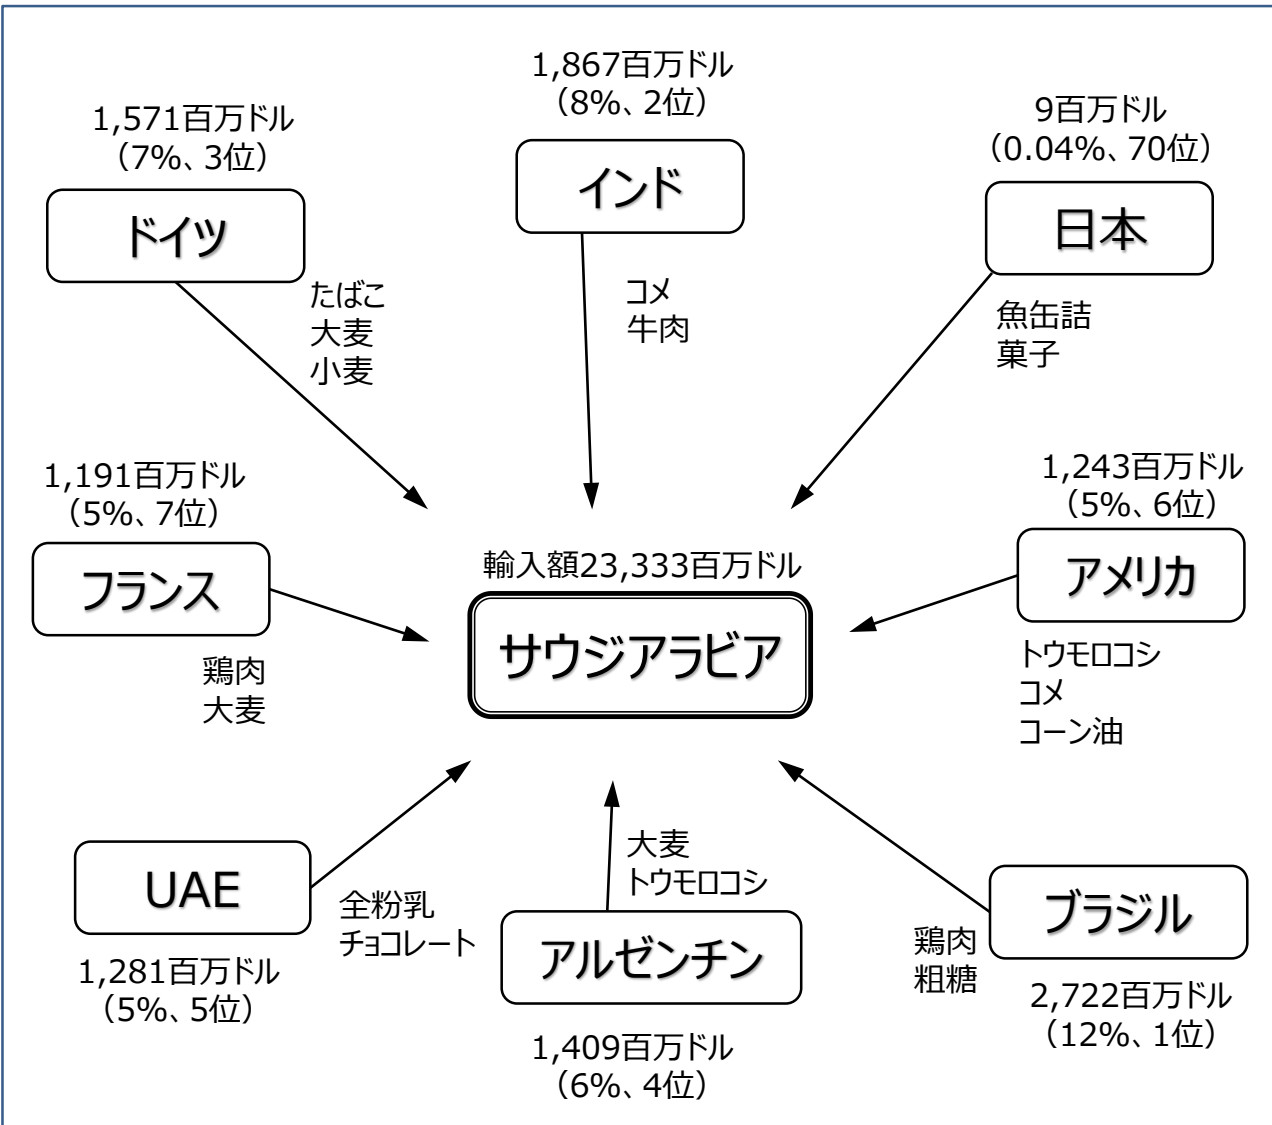 1,867百万ドル
（8%、2位）
インド
コメ
牛肉
1,571百万ドル
（7%、3位）
ドイツ
たばこ
大麦
小麦
9百万ドル
（0.04%、70位）
日本
魚缶詰
菓子
1,191百万ドル
（5%、7位）
フランス
鶏肉
大麦
輸入額23,333百万ドル
サウジアラビア
1,243百万ドル
（5%、6位）
アメリカ
トウモロコシ
コメ
コーン油
UAE
1,281百万ドル
（5%、5位）
全粉乳
チョコレート
大麦
トウモロコシ
アルゼンチン
1,409百万ドル
（6%、4位）
ブラジル
鶏肉
粗糖
2,722百万ドル
（12%、1位）